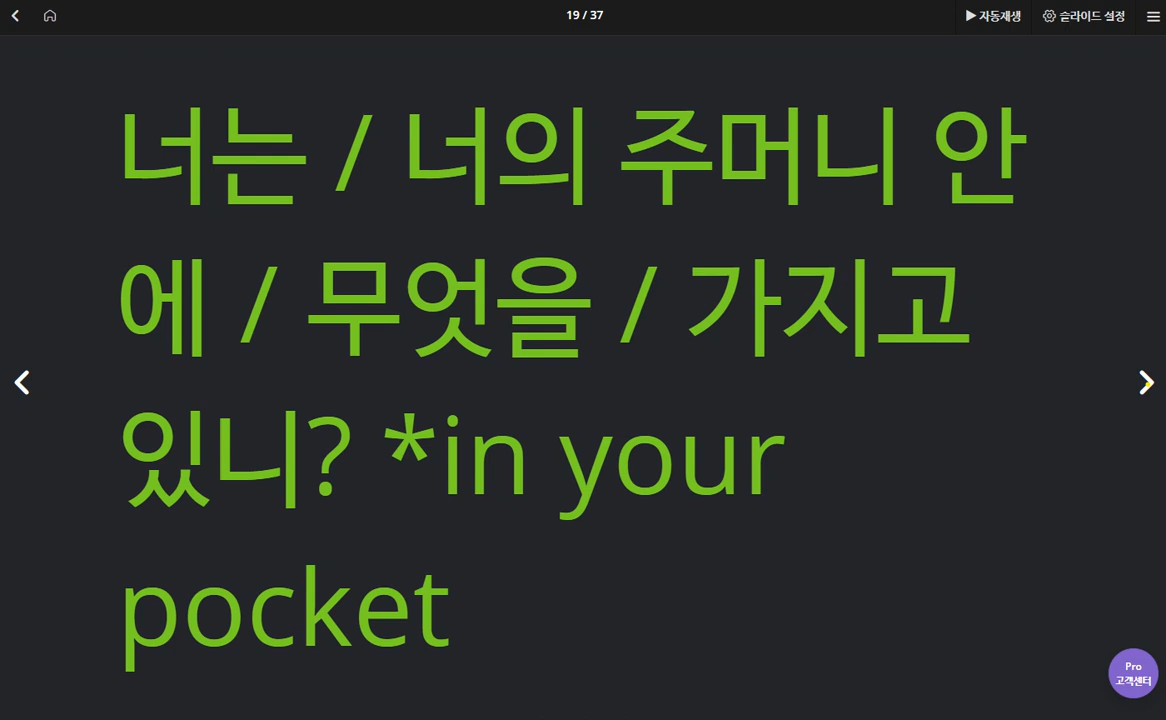 19 / 37
자동재생
슬라이드 설정
너는 / 너의 주머니 안
에 / 무엇을 / 가지고
있니? *in your
pocket
Pro
고객센터